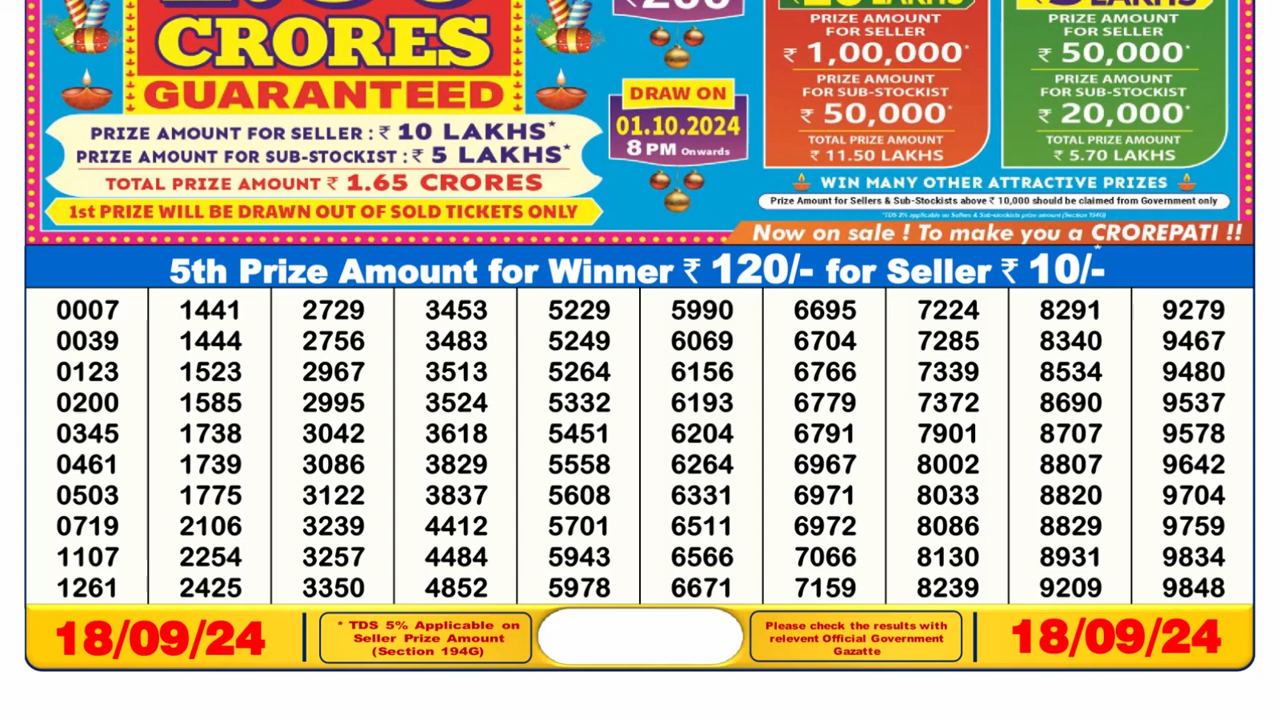 CRORES
GUARANTEED
PRIZE AMOUNT FOR SELLER : ₹ 10 LAKHS*
PRIZE AMOUNT FOR SUB-STOCKIST : ₹ 5 LAKHS*
TOTAL PRIZE AMOUNT ₹ 1.65 CRORES
1st PRIZE WILL BE DRAWN OUT OF SOLD TICKETS ONLY
DRAW ON
01.10.2024
8 PM Onwards
PRIZE AMOUNT
FOR SELLER
₹ 1,00,000*
PRIZE AMOUNT
FOR SUB-STOCKIST
₹ 50,000*
TOTAL PRIZE AMOUNT
₹ 11.50 LAKHS
PRIZE AMOUNT
FOR SELLER
₹ 50,000*
PRIZE AMOUNT
FOR SUB-STOCKIST
₹ 20,000*
TOTAL PRIZE AMOUNT
₹ 5.70 LAKHS
WIN MANY OTHER ATTRACTIVE PRIZES
Prize Amount for Sellers & Sub-Stockists above ₹ 10,000 should be claimed from Government only
Now on sale ! To make you a CROREPATI !!
5th Prize Amount for Winner ₹ 120/- for Seller ₹ 10/-*
0007 1441 2729 3453 5229 5990 6695 7224 8291 9279
0039 1444 2756 3483 5249 6069 6704 7285 8340 9467
0123 1523 2967 3513 5264 6156 6766 7339 8534 9480
0200 1585 2995 3524 5332 6193 6779 7372 8690 9537
0345 1738 3042 3618 5451 6204 6791 7901 8707 9578
0461 1739 3086 3829 5558 6264 6967 8002 8807 9642
0503 1775 3122 3837 5608 6331 6971 8033 8820 9704
0719 2106 3239 4412 5701 6511 6972 8086 8829 9759
1107 2254 3257 4484 5943 6566 7066 8130 8931 9834
1261 2425 3350 4852 5978 6671 7159 8239 9209 9848
18/09/24
* TDS 5% Applicable on
Seller Prize Amount
(Section 194G)
Please check the results with
relevent Official Government
Gazatte
18/09/24